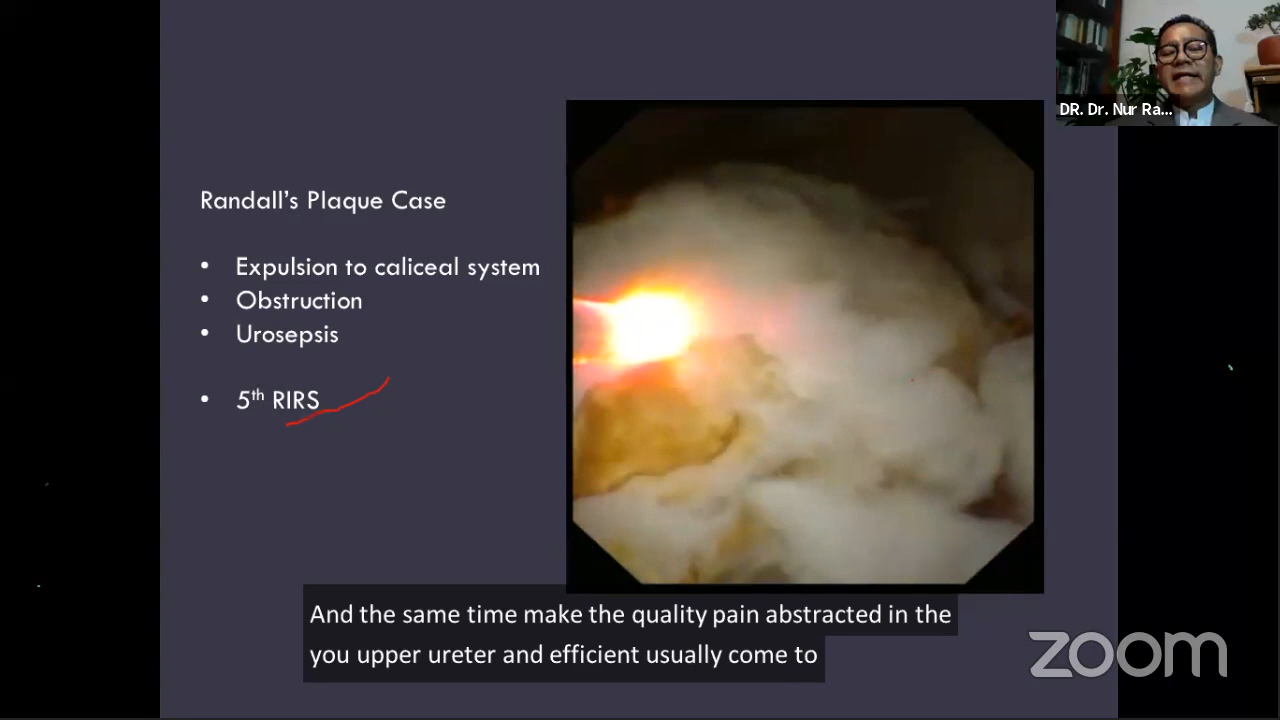 DR. Dr. Nur Ra...
Randall's Plaque Case
• Expulsion to caliceal system
• Obstruction
• Urosepsis
• 5th RIRS
And the same time make the quality pain abstracted in the
you upper ureter and efficient usually come to
zoom